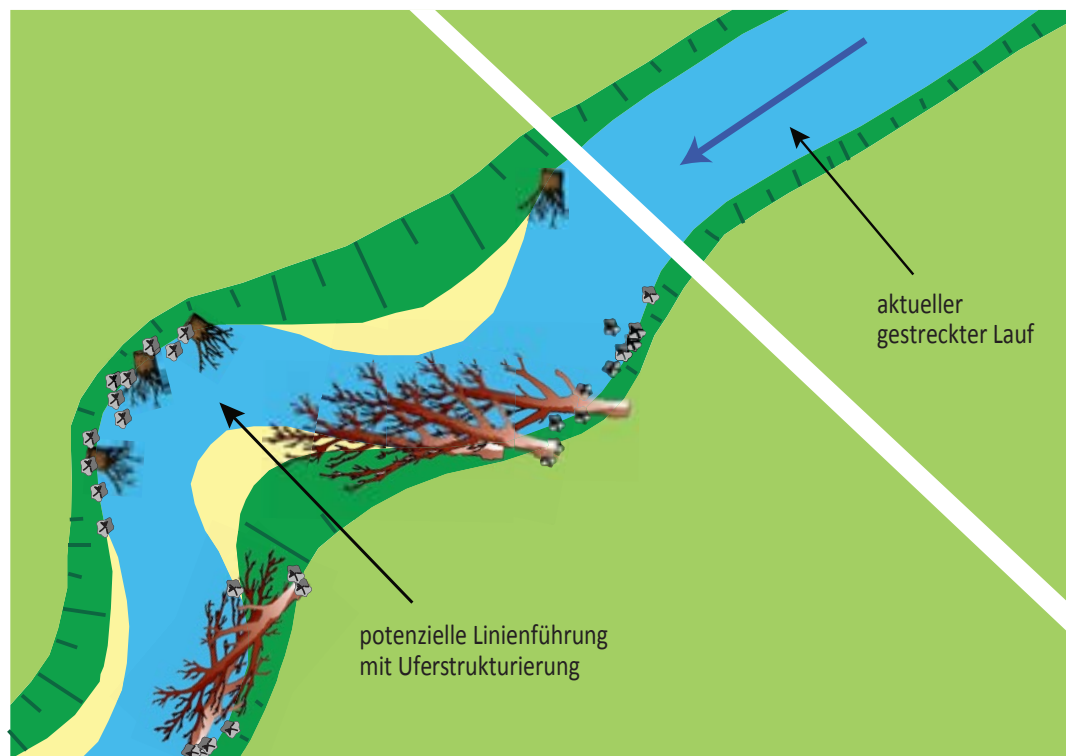 aktueller
gestreckter Lauf
potenzielle Linienführung
mit Uferstrukturierung